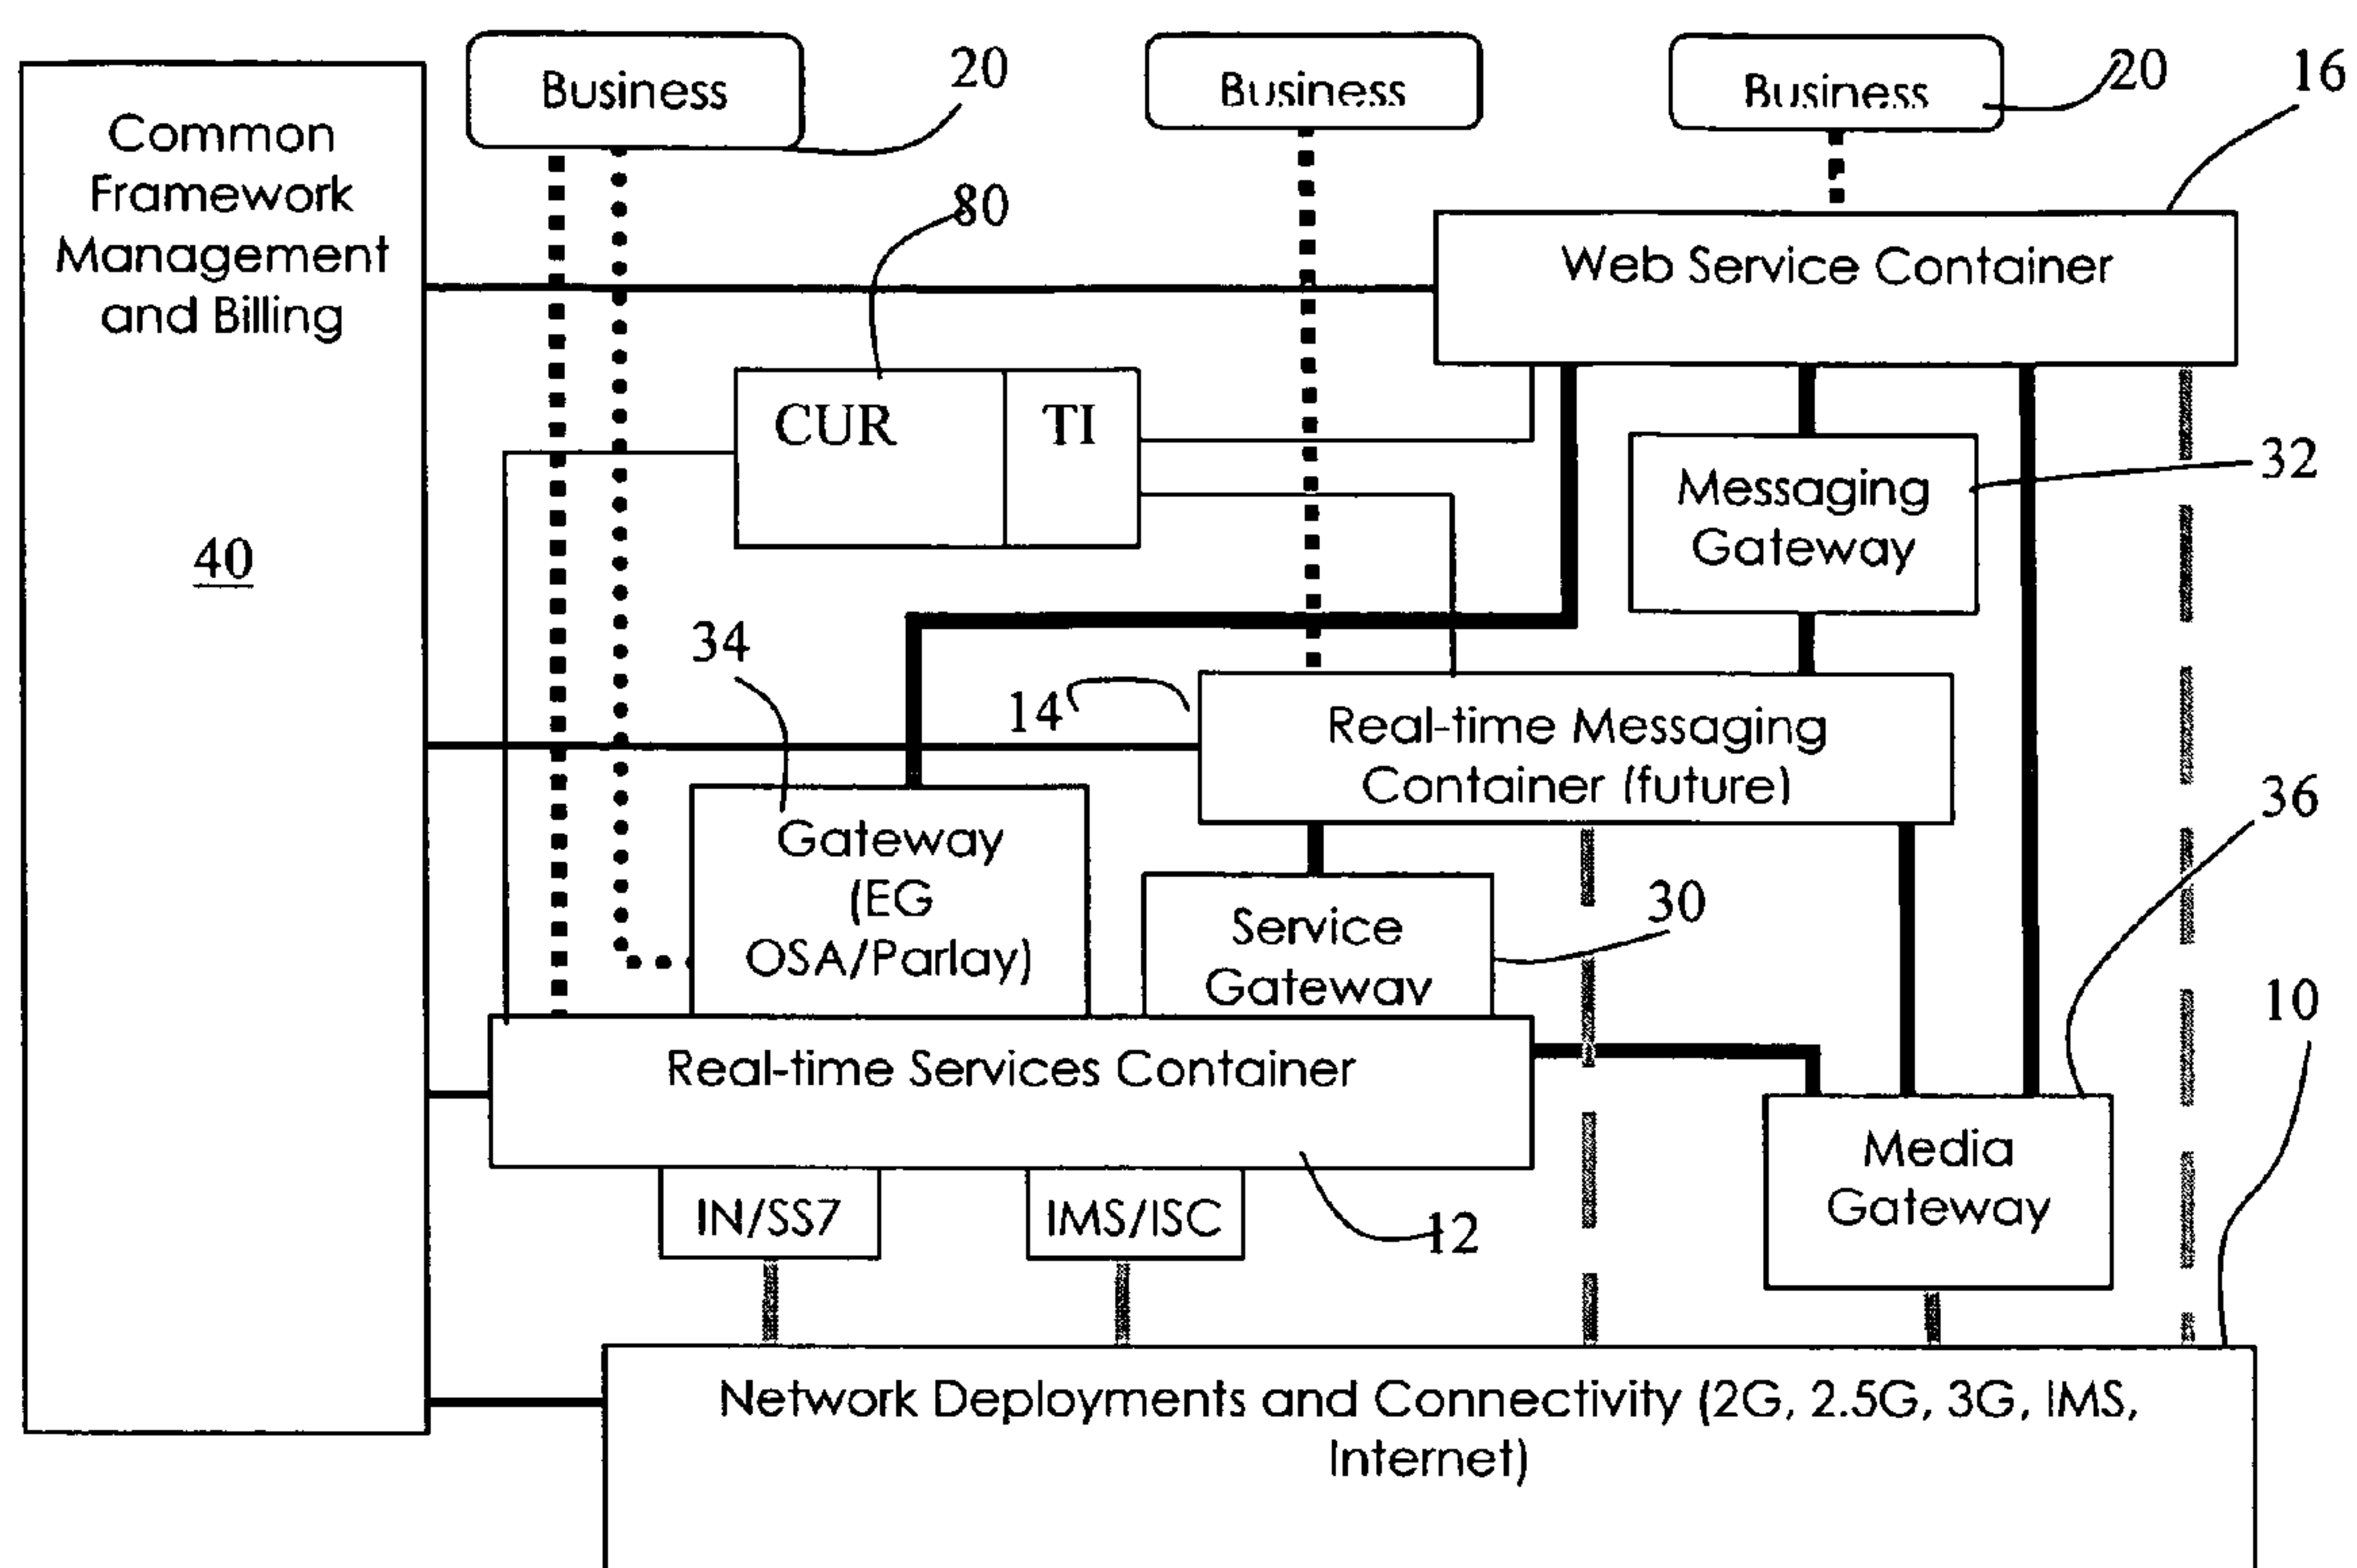 Business
20
Business
Business
20
16
Common
Framework
Management
and Billing
40
80
Web Service Container
CUR
TI
Messaging
Gateway
32
34
14
Real-time Messaging
Container (future)
36
Gateway
(EG
OSA/Parlay)
Service
Gateway
30
10
Real-time Services Container
Media
Gateway
IN/SS7
IMS/ISC
12
Network Deployments and Connectivity (2G, 2.5G, 3G, IMS,
Internet)